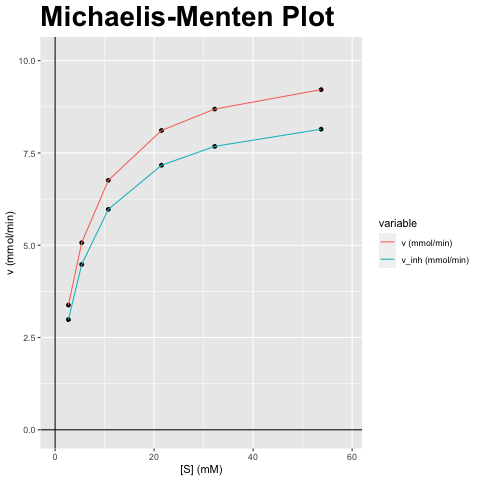 Michaelis-Menten Plot
10.0
7.5
5.0
2.5
0.0
v (mmol/min)
0 20 40 60
[S] (mM)
variable
v (mmol/min)
v_inh (mmol/min)